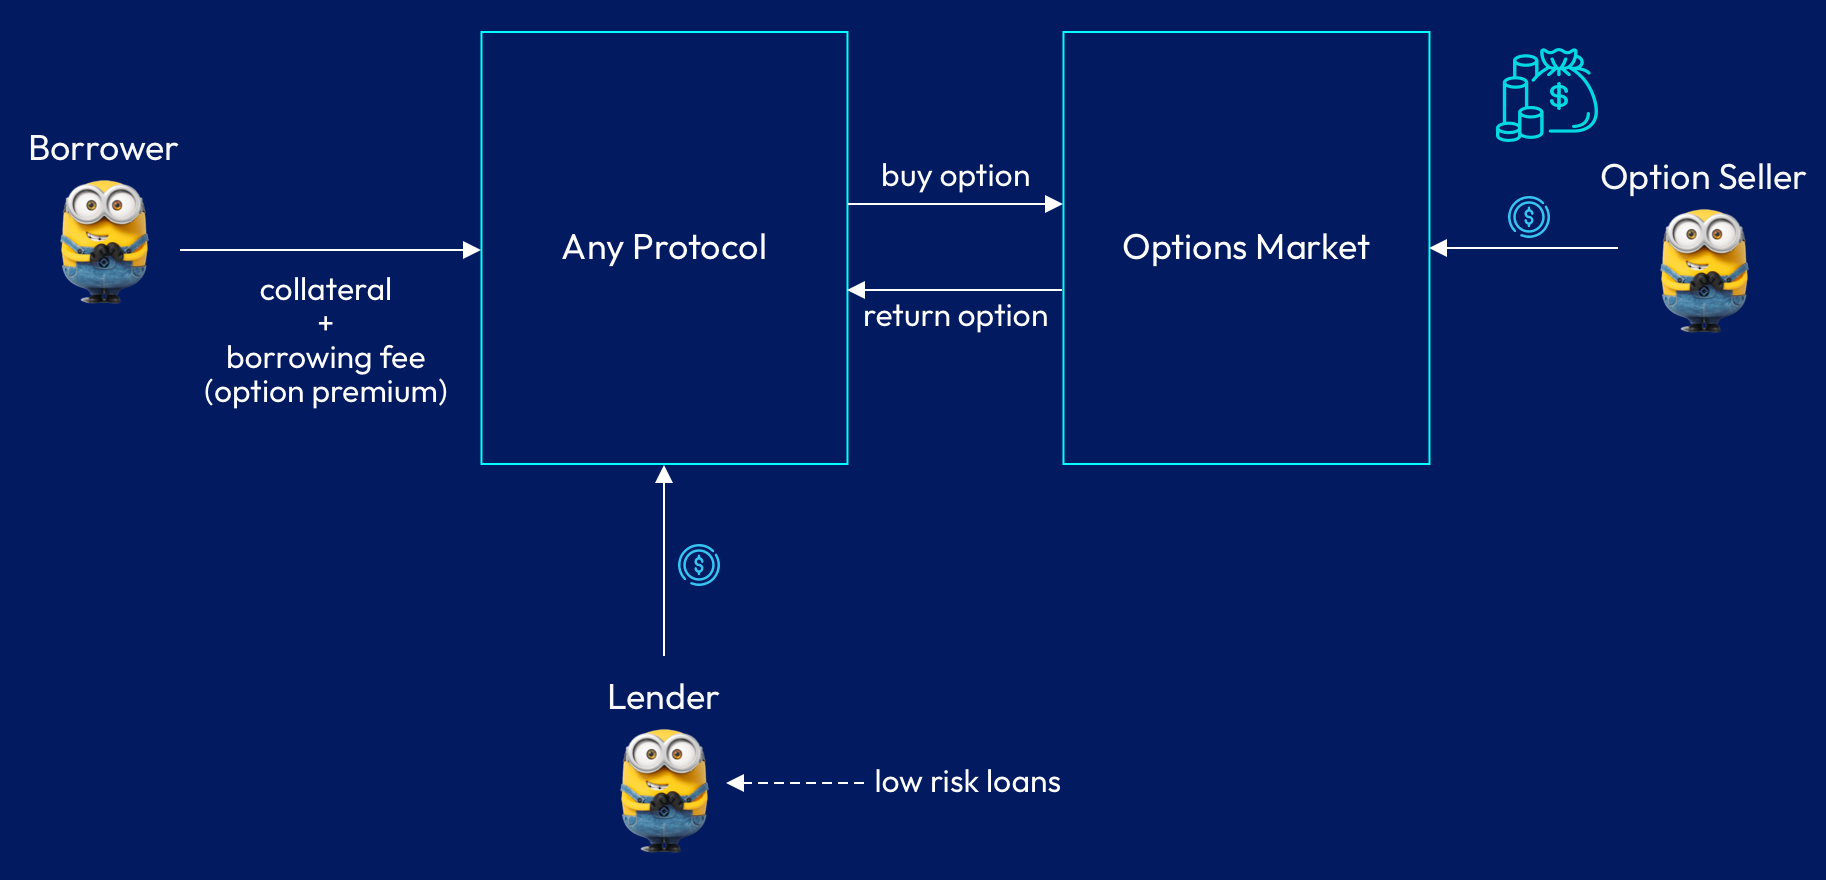 Borrower
collateral
+
borrowing fee
(option premium)
Any Protocol
buy option
return option
Options Market
$
Option Seller
$
$
Lender
low risk loans